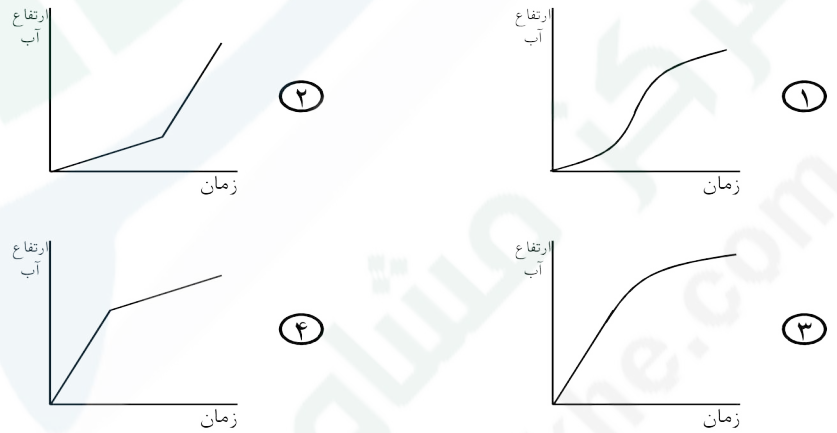 ارتفاع
آب
۱
زمان
ارتفاع
آب
۲
زمان
ارتفاع
آب
۳
زمان
ارتفاع
آب
۴
زمان